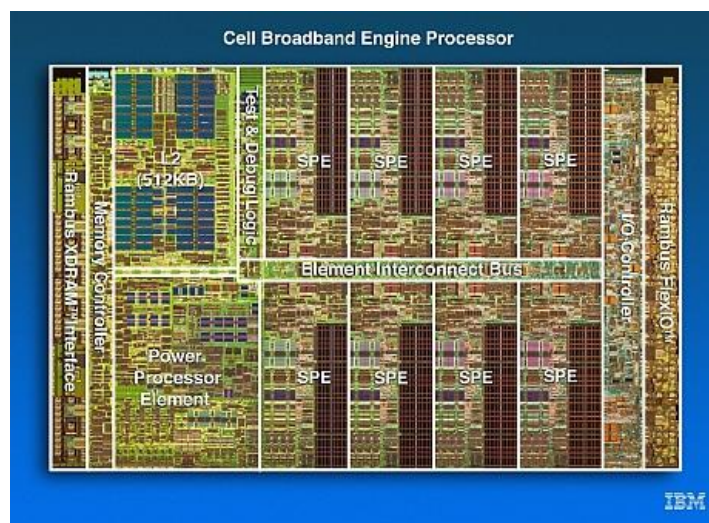 Cell Broadband Engine Processor
Rambus XDRAM™ Interface
Memory Controller
L2
(512KB)
Test & Debug Logic
SPE
SPE
SPE
SPE
I/O Controller
Rambus FlexIO™
Element Interconnect Bus
Power
Processor
Element
SPE
SPE
SPE
SPE
IBM